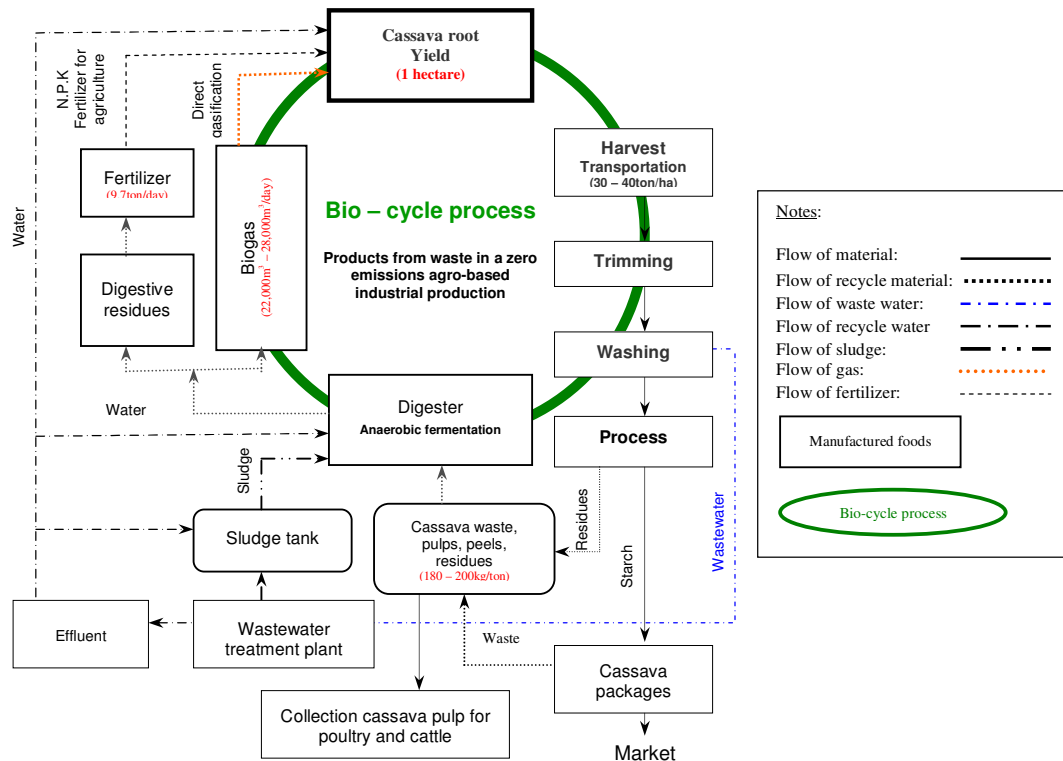 Cassava root
Yield
(1 hectare)
N.P.K
Fertilizer for
agriculture
Direct
gasification
Harvest
Transportation
(30 – 40ton/ha)
Fertilizer
(9.7ton/day)
Water
Biogas
(22,000m³ – 28,000m³/day)
Bio – cycle process
Products from waste in a zero
emissions agro-based
industrial production
Trimming
Digestive
residues
Washing
Water
Digester
Anaerobic fermentation
Process
Sludge
Sludge tank
Cassava waste,
pulps, peels,
residues
(180 – 200kg/ton)
Residues
Starch
Wastewater
Effluent
Wastewater
treatment plant
Waste
Cassava
packages
Collection cassava pulp for
poultry and cattle
Market
Notes:
Flow of material:
Flow of recycle material:
Flow of waste water:
Flow of recycle water
Flow of sludge:
Flow of gas:
Flow of fertilizer:
Manufactured foods
Bio-cycle process